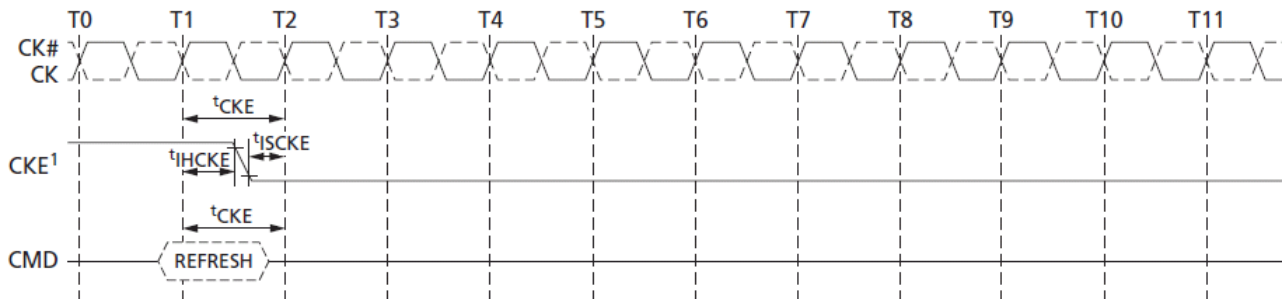 T0 T1 T2 T3 T4 T5 T6 T7 T8 T9 T10 T11
CK#
CK
tCKE
tISCKE
CKE1
tIHCKE
tCKE
CMD
REFRESH